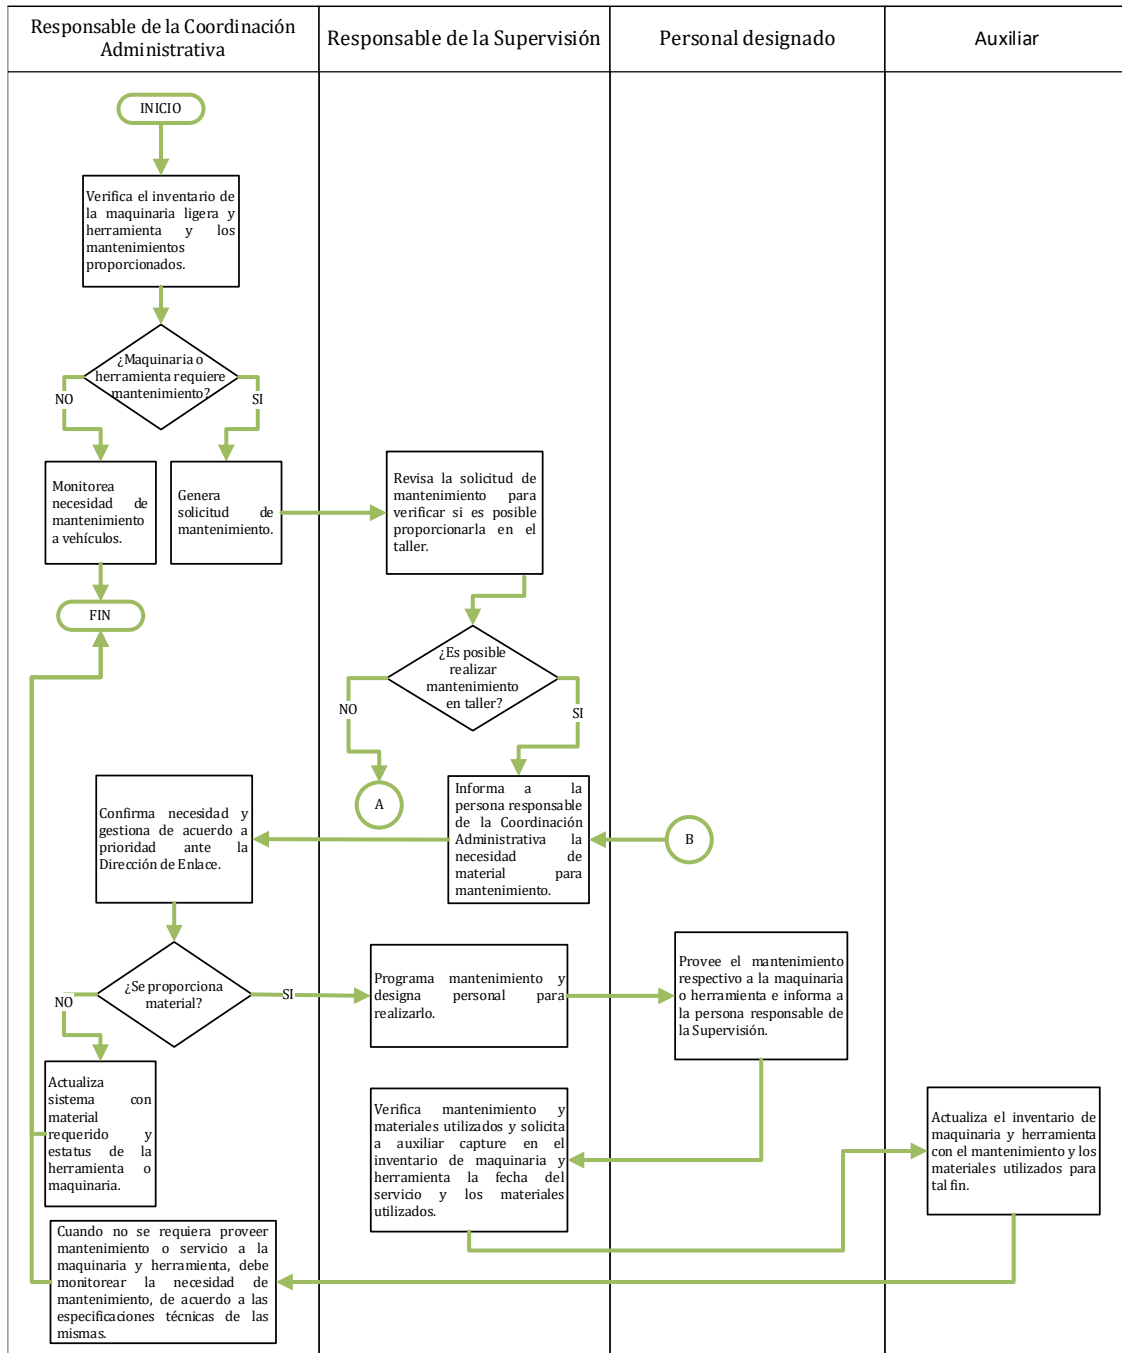 Responsable de la Coordinación
Administrativa
Responsable de la Supervisión
Personal designado
Auxiliar
INICIO
Verifica el inventario de
la maquinaria ligera y
herramienta y los
mantenimientos
proporcionados.
¿Maquinaria o
herramienta requiere
mantenimiento?
NO
SI
Monitorea
necesidad de
mantenimiento
a vehículos.
Genera
solicitud de
mantenimiento.
Revisa la solicitud de
mantenimiento para
verificar si es posible
proporcionarla en el
taller.
FIN
¿Es posible
realizar
mantenimiento
en taller?
NO
SI
A
Informa a la
persona responsable
de la Coordinación
Administrativa la
necesidad de
material para
mantenimiento.
B
Confirma necesidad y
gestiona de acuerdo a
prioridad ante la
Dirección de Enlace.
¿Se proporciona
material?
NO
SI
Programa mantenimiento y
designa personal para
realizarlo.
Provee el mantenimiento
respectivo a la maquinaria
o herramienta e informa a
la persona responsable de
la Supervisión.
Actualiza
sistema con
material
requerido y
estatus de la
herramienta o
maquinaria.
Verifica mantenimiento y
materiales utilizados y solicita
a auxiliar capture en el
inventario de maquinaria y
herramienta la fecha del
servicio y los materiales
utilizados.
Actualiza el inventario de
maquinaria y herramienta
con el mantenimiento y los
materiales utilizados para
tal fin.
Cuando no se requiera proveer
mantenimiento o servicio a la
maquinaria y herramienta, debe
monitorear la necesidad de
mantenimiento, de acuerdo a las
especificaciones técnicas de las
mismas.